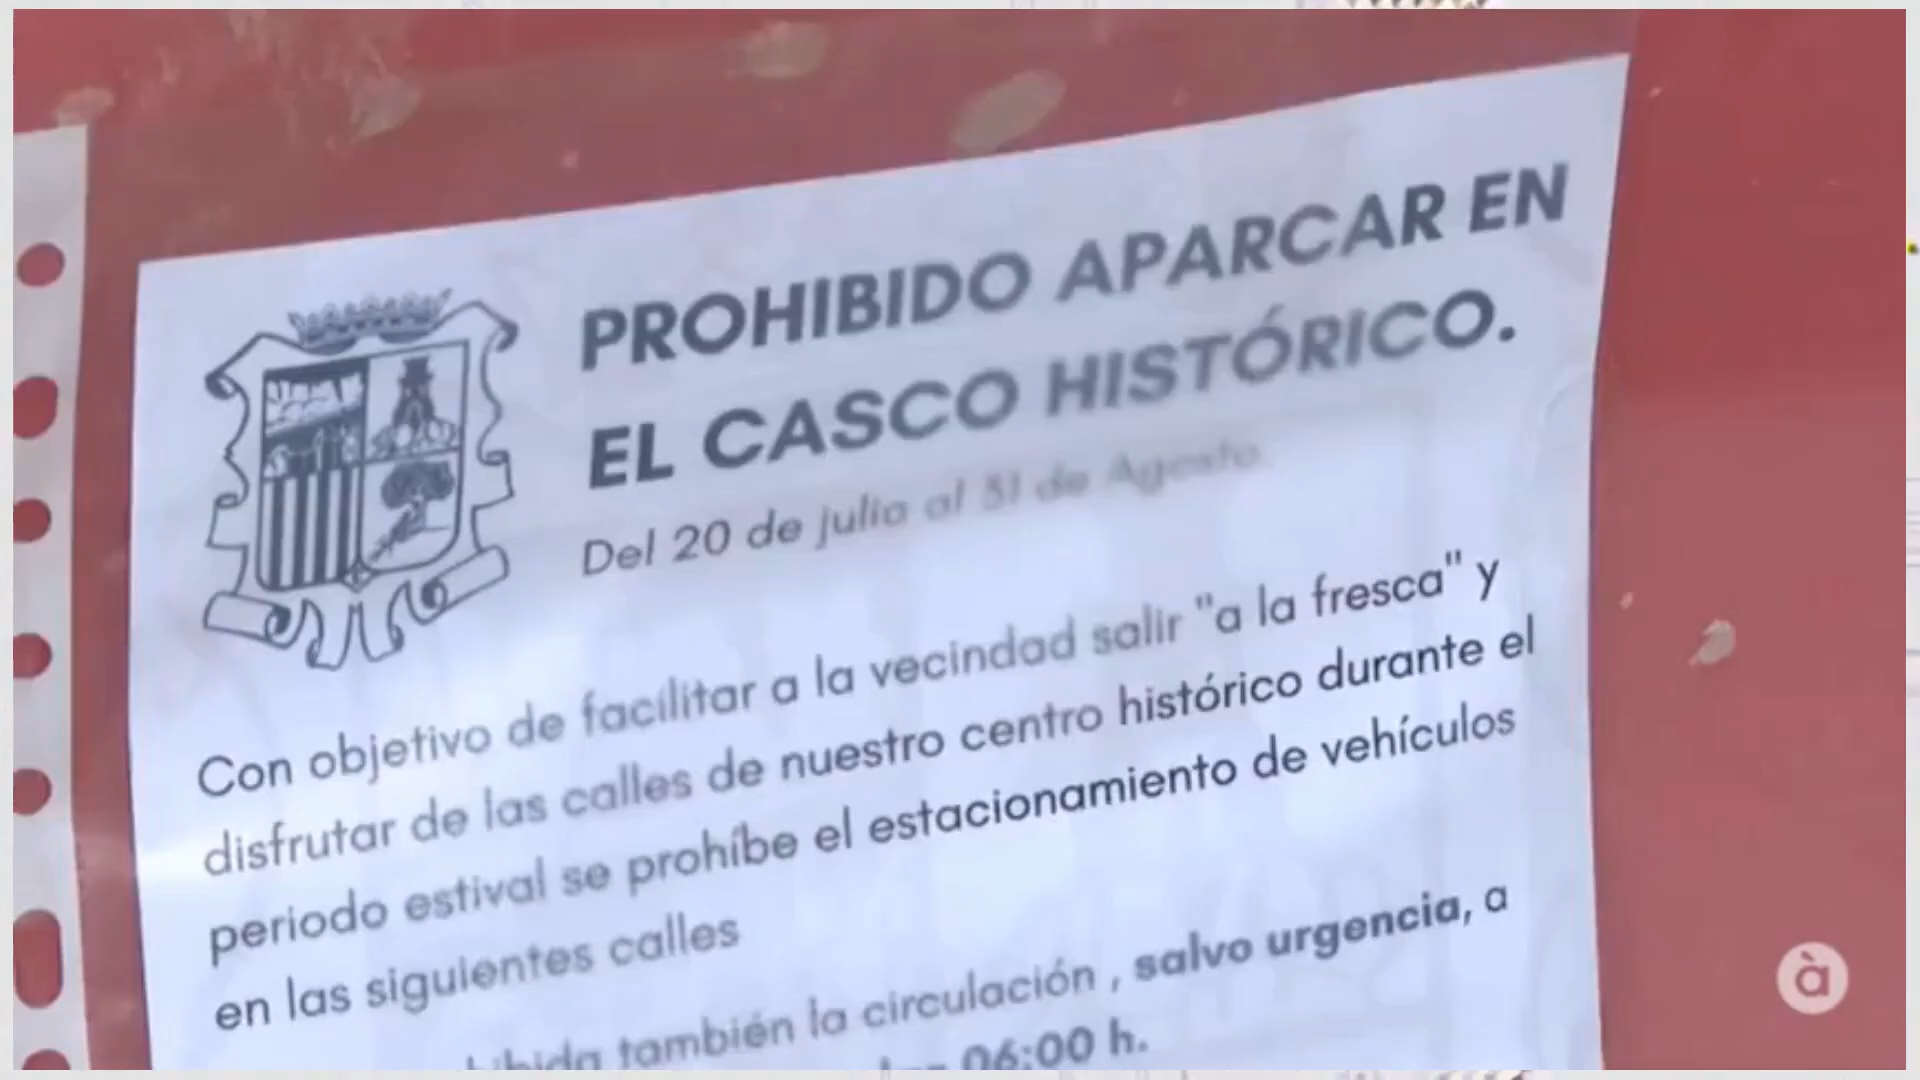 PROHIBIDO APARCAR EN
EL CASCO HISTÓRICO.
Del 20 de julio al 31 de Agosto.
Con objetivo de facilitar a la vecindad salir "a la fresca" y
disfrutar de las calles de nuestro centro histórico durante el
periodo estival se prohíbe el estacionamiento de vehículos
en las siguientes calles
también la circulación , salvo urgencia, a
06:00 h.
à